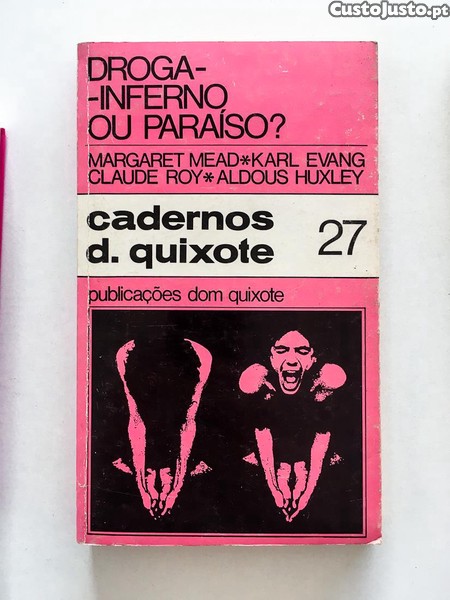 CustoJusto.pt
DROGA-
-INFERNO
OU PARAÍSO?
MARGARET MEAD*KARL EVANG
CLAUDE ROY*ALDOUS HUXLEY
cadernos
d. quixote
27
publicações dom quixote